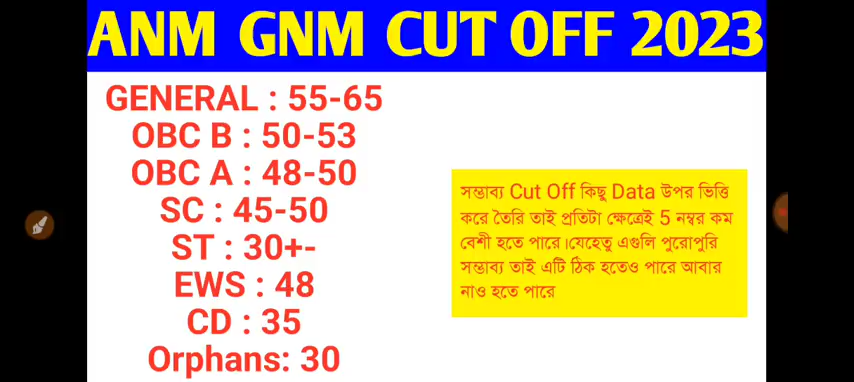 ANM GNM CUT OFF 2023
GENERAL : 55-65
OBC B : 50-53
OBC A : 48-50
SC : 45-50
ST : 30+-
EWS : 48
CD : 35
Orphans: 30
সম্ভাব্য Cut Off কিছু Data উপর ভিত্তি
করে তৈরি তাই প্রতিটা ক্ষেত্রেই 5 নম্বর কম
বেশী হতে পারে।যেহেতু এগুলি পুরোপুরি
সম্ভাব্য তাই এটি ঠিক হতেও পারে আবার
নাও হতে পারে